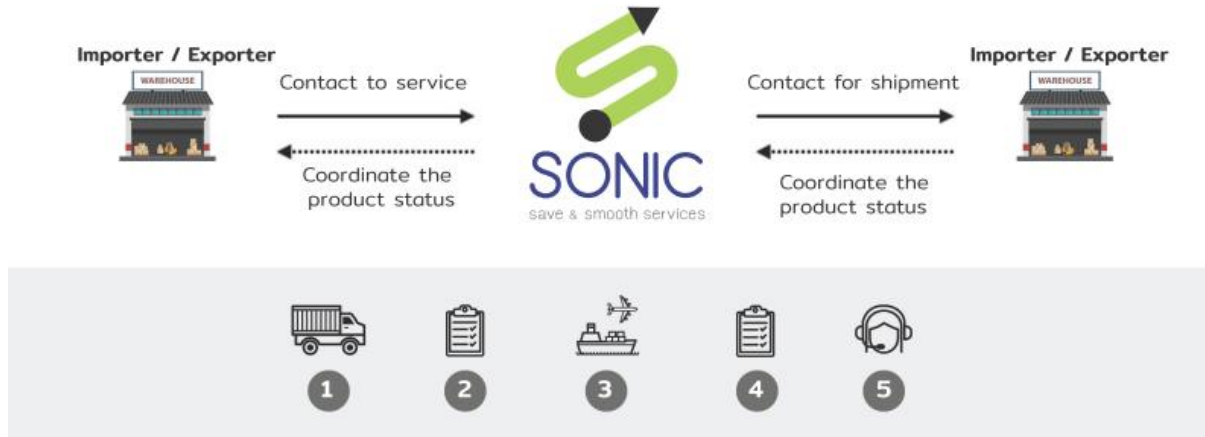 Importer / Exporter
WAREHOUSE
Contact to service
Coordinate the
product status
SONIC
save & smooth services
Contact for shipment
Coordinate the
product status
Importer / Exporter
WAREHOUSE
1
2
3
4
5